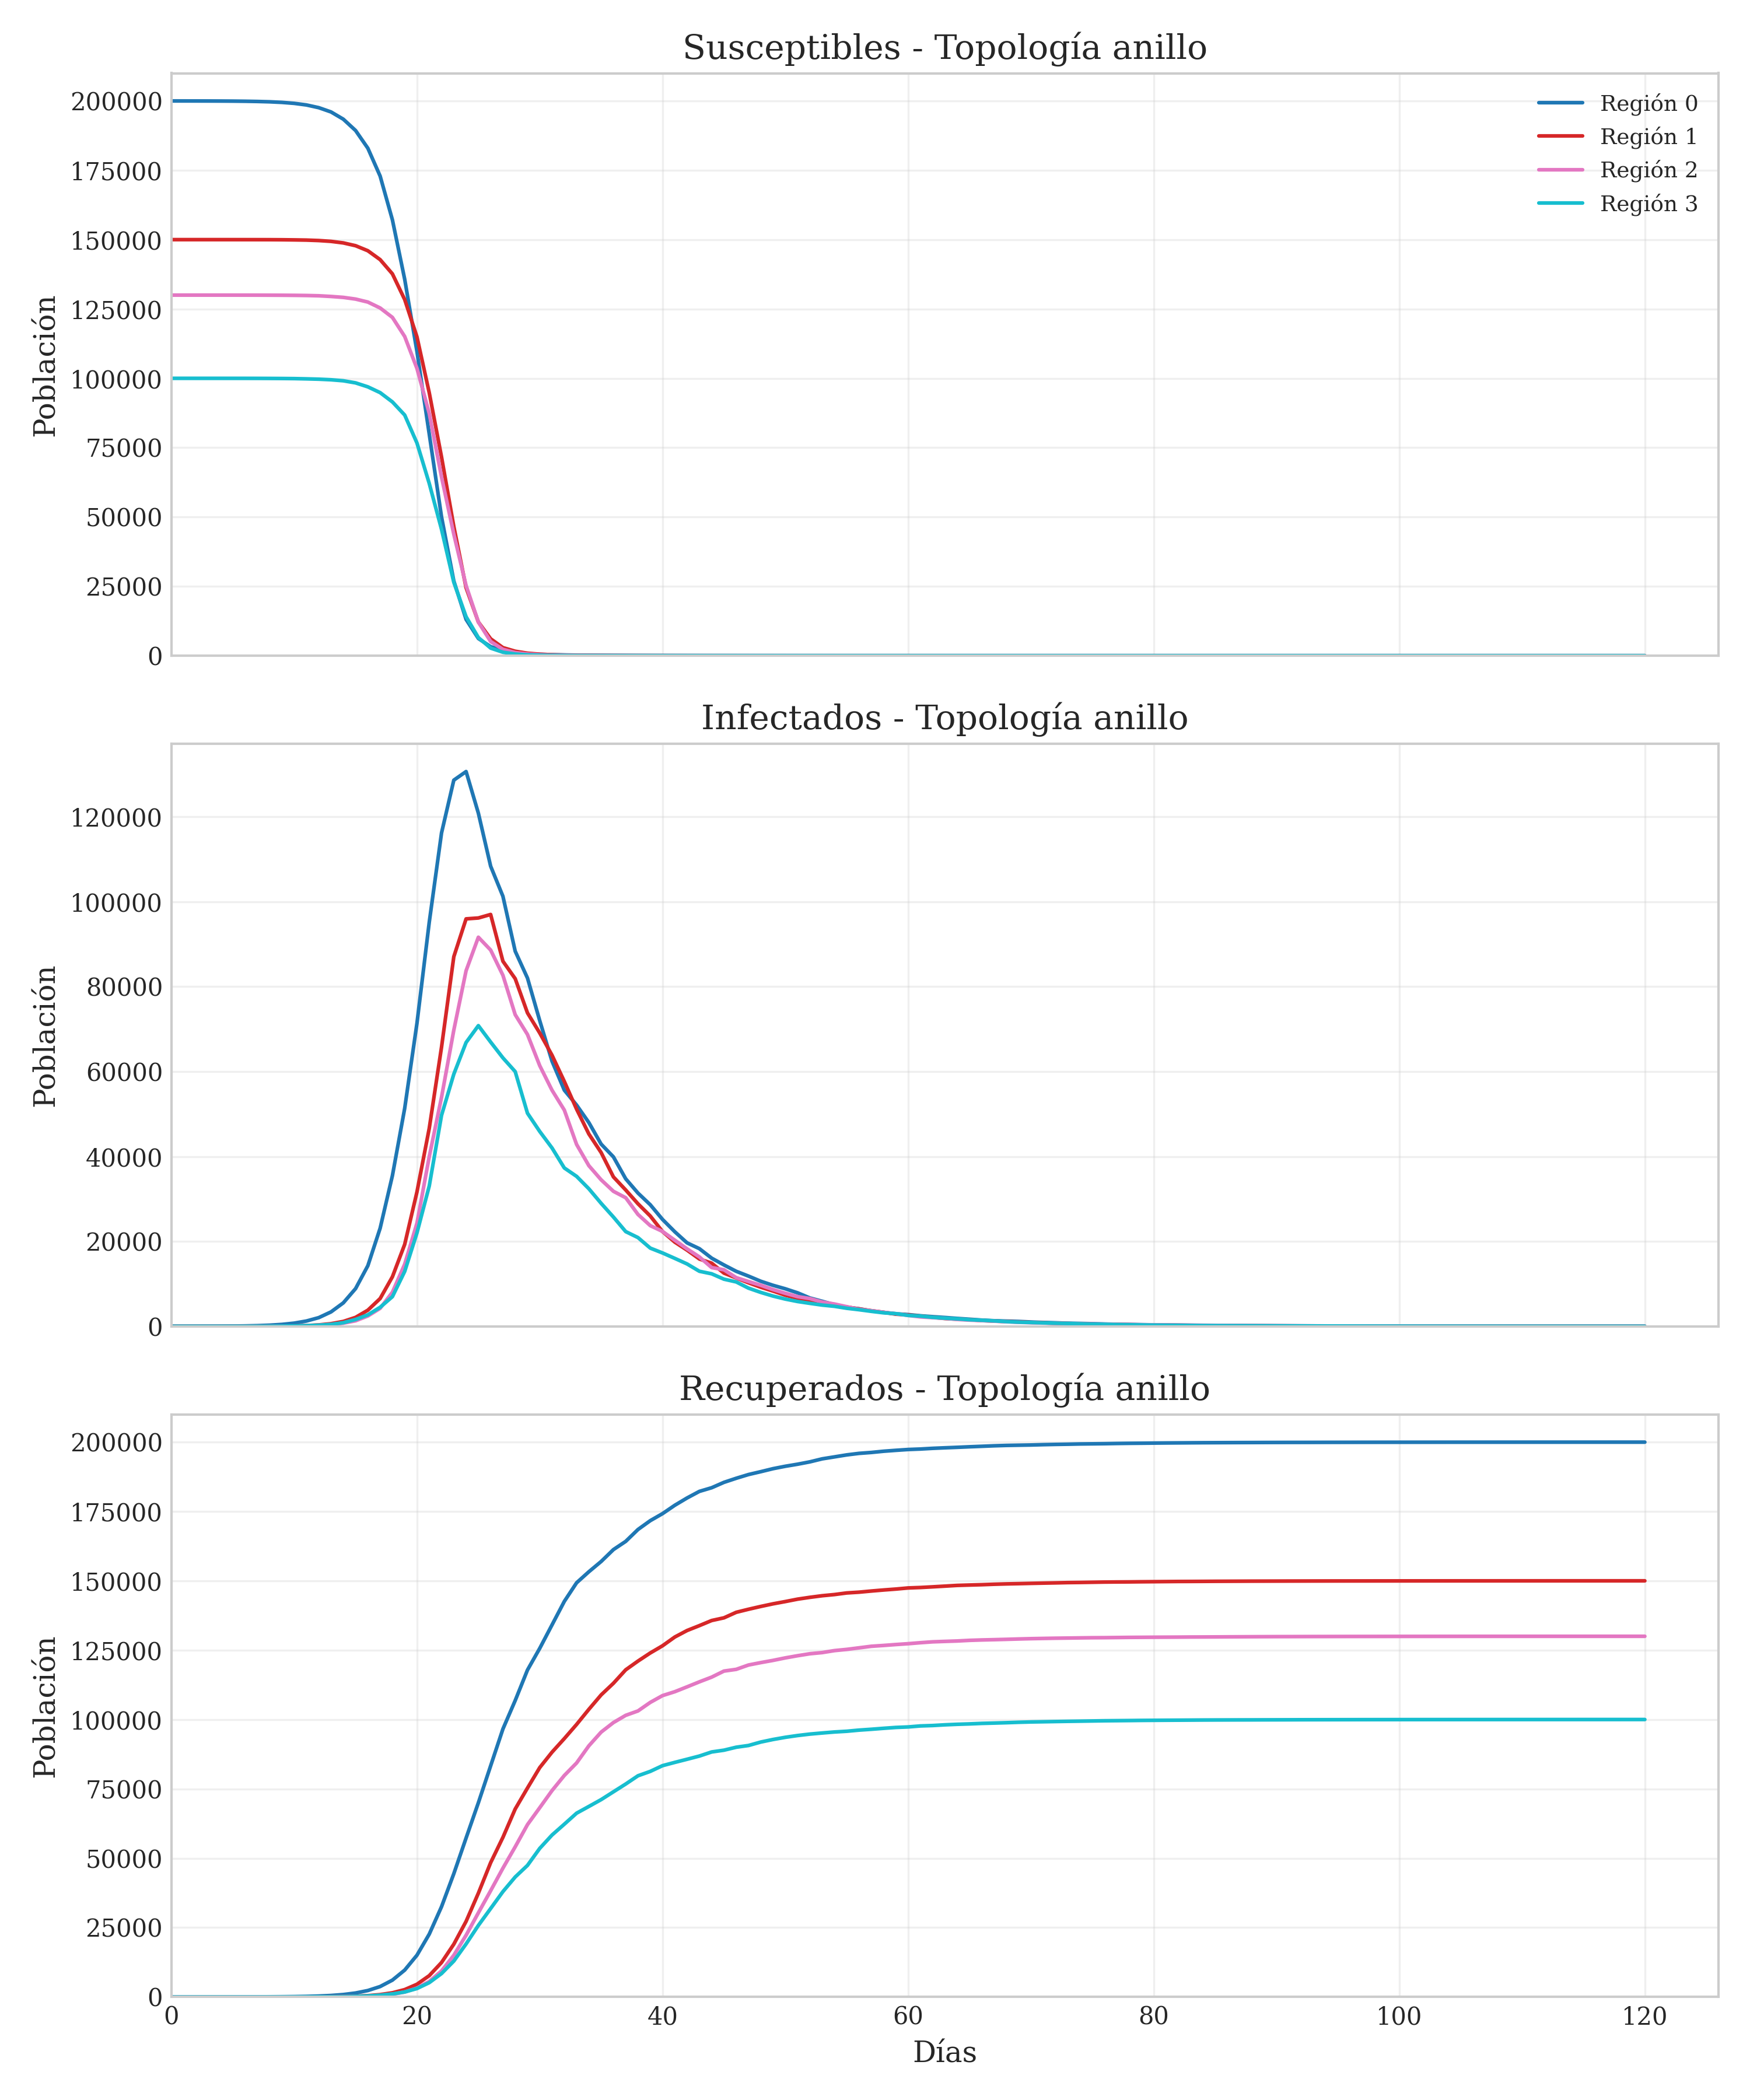 Susceptibles - Topología anillo
200000
175000
150000
125000
100000
75000
50000
25000
0
Población
Región 0
Región 1
Región 2
Región 3
Infectados - Topología anillo
120000
100000
80000
60000
40000
20000
0
Población
Recuperados - Topología anillo
200000
175000
150000
125000
100000
75000
50000
25000
0
Población
0 20 40 60 80 100 120
Días